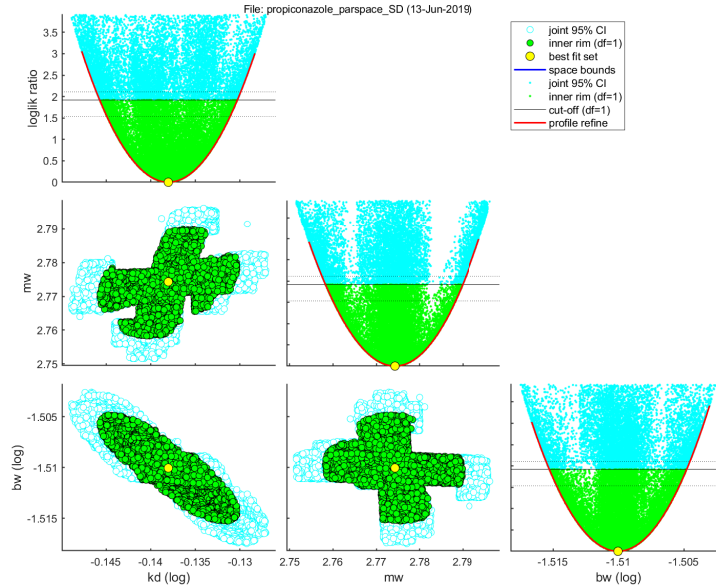 File: propiconazole_parspace_SD (13-Jun-2019)
joint 95% CI
inner rim (df=1)
best fit set
space bounds
joint 95% CI
inner rim (df=1)
cut-off (df=1)
profile refine
loglik ratio
3.5
3
2.5
2
1.5
1
0.5
0
mw
2.79
2.78
2.77
2.76
2.75
bw (log)
-1.505
-1.51
-1.515
-0.145
-0.14
-0.135
-0.13
kd (log)
2.75
2.76
2.77
2.78
2.79
mw
-1.515
-1.51
-1.505
bw (log)